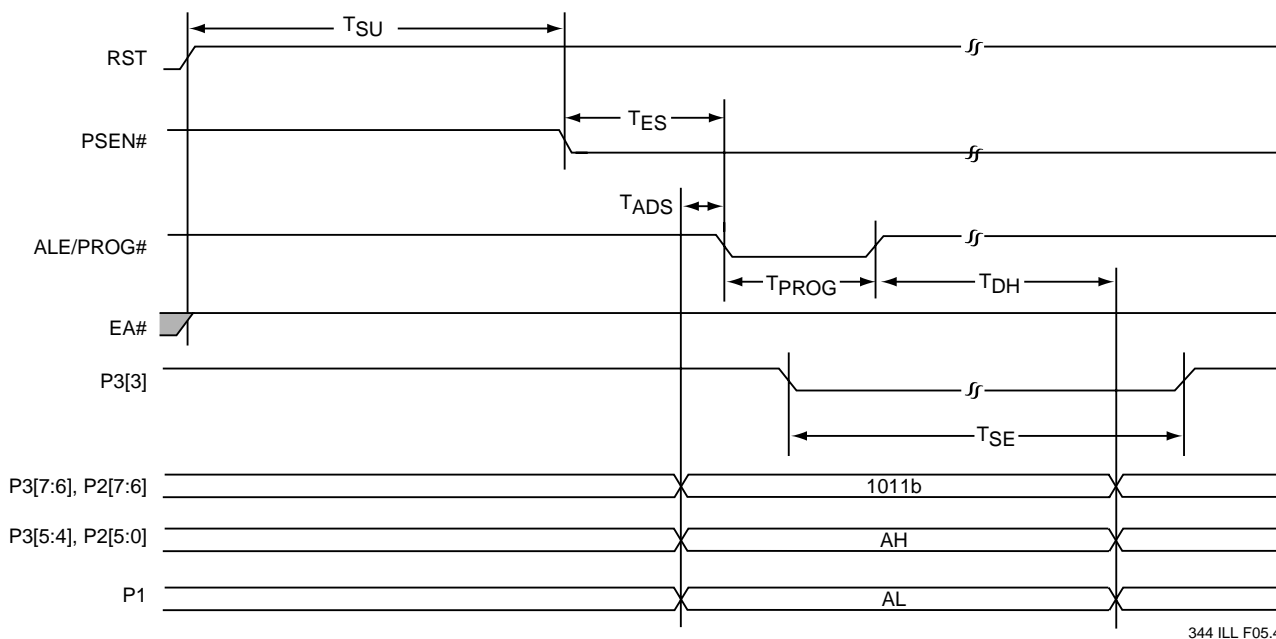 TSU
RST
TES
PSEN#
TADS
ALE/PROG#
TPROG
TDH
EA#
P3[3]
TSE
P3[7:6], P2[7:6]
1011b
P3[5:4], P2[5:0]
AH
P1
AL
344 ILL F05.4